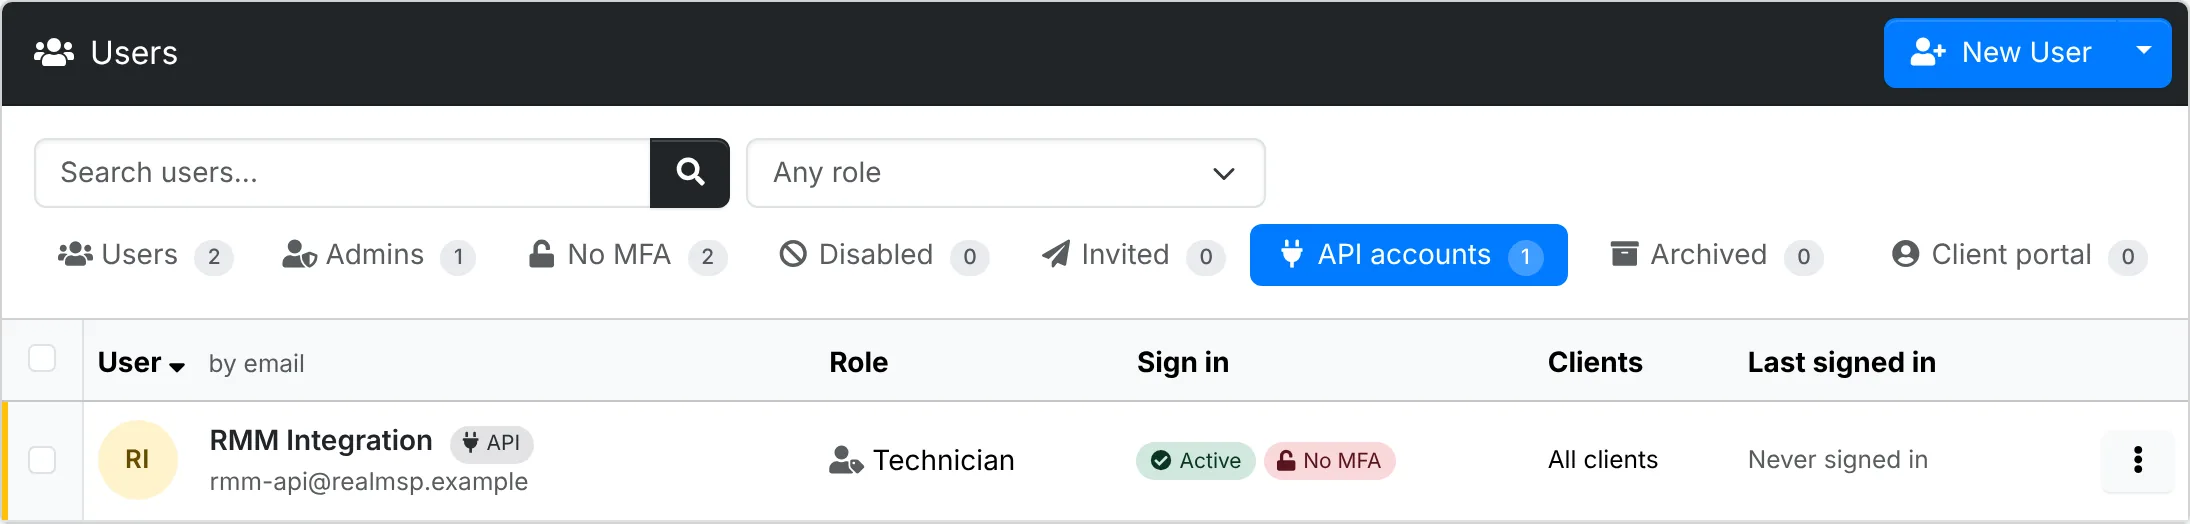 Users
New User
Search users...
Any role
Users 2
Admins 1
No MFA 2
Disabled 0
Invited 0
API accounts 1
Archived 0
Client portal 0
User by email
Role
Sign in
Clients
Last signed in
RI
RMM Integration API
rmm-api@realmsp.example
Technician
Active
No MFA
All clients
Never signed in